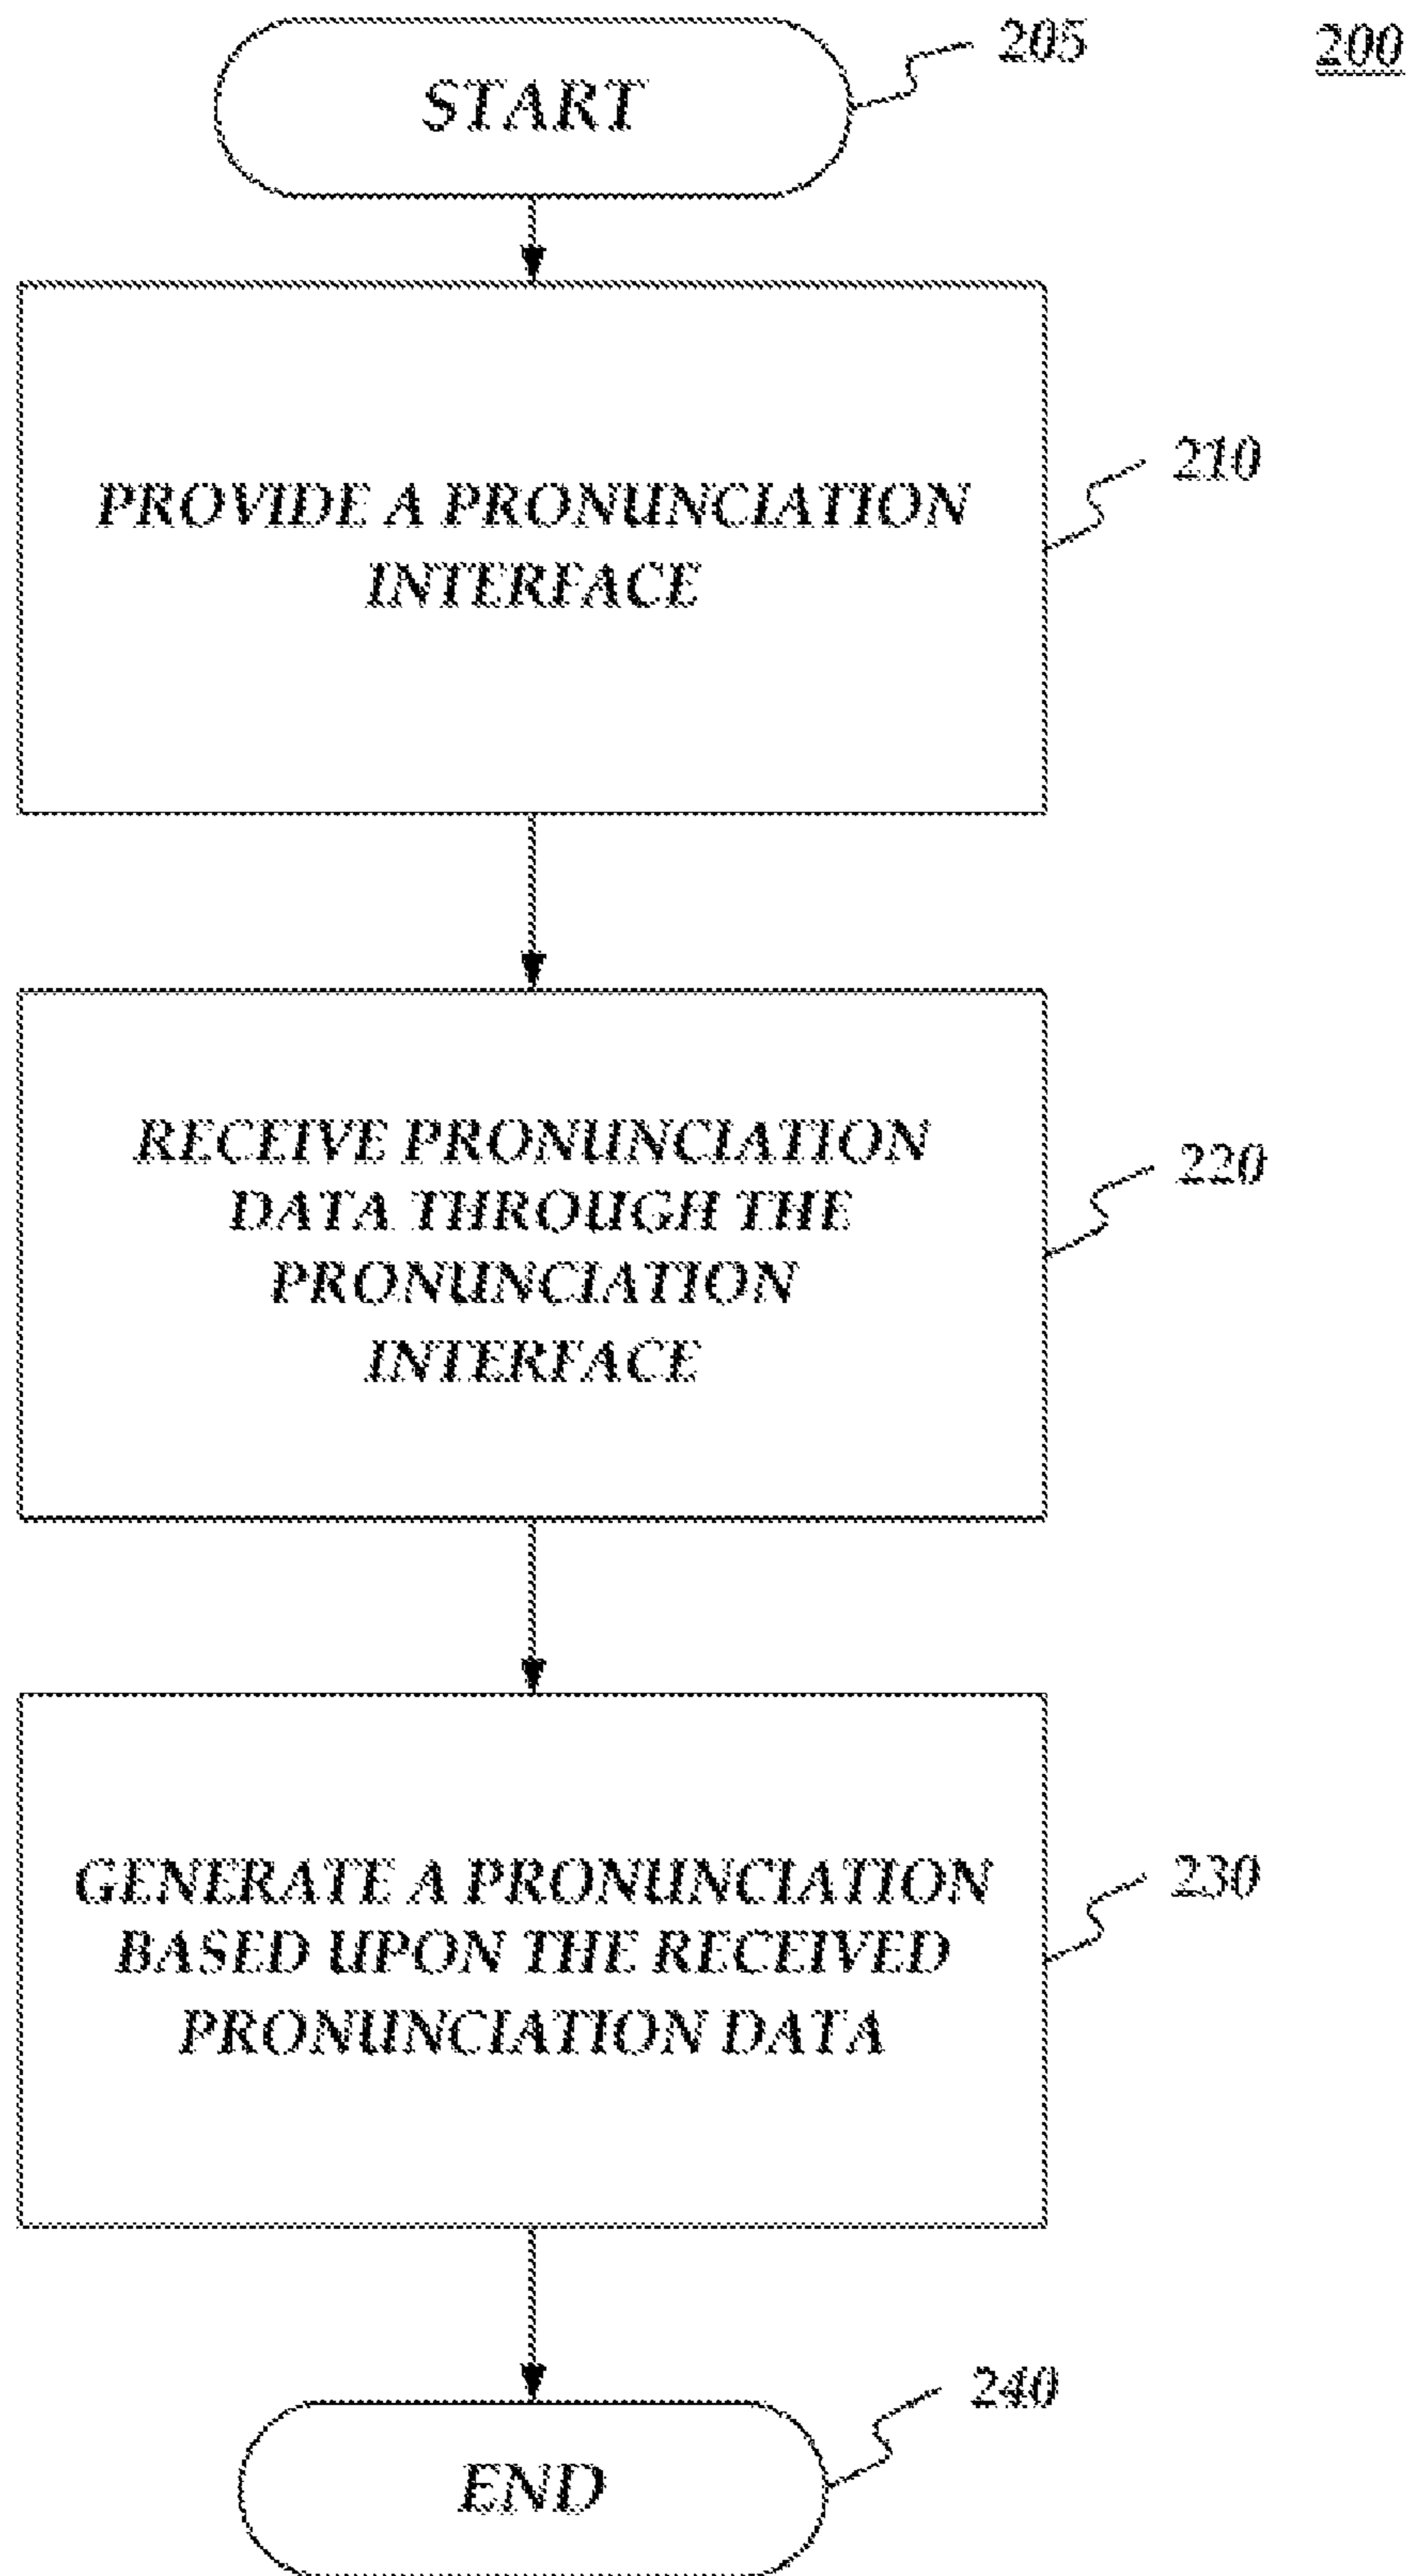 205
200
START
PROVIDE A PRONUNCIATION
INTERFACE
210
RECEIVE PRONUNCIATION
DATA THROUGH THE
PRONUNCIATION
INTERFACE
220
GENERATE A PRONUNCIATION
BASED UPON THE RECEIVED
PRONUNCIATION DATA
230
240
END